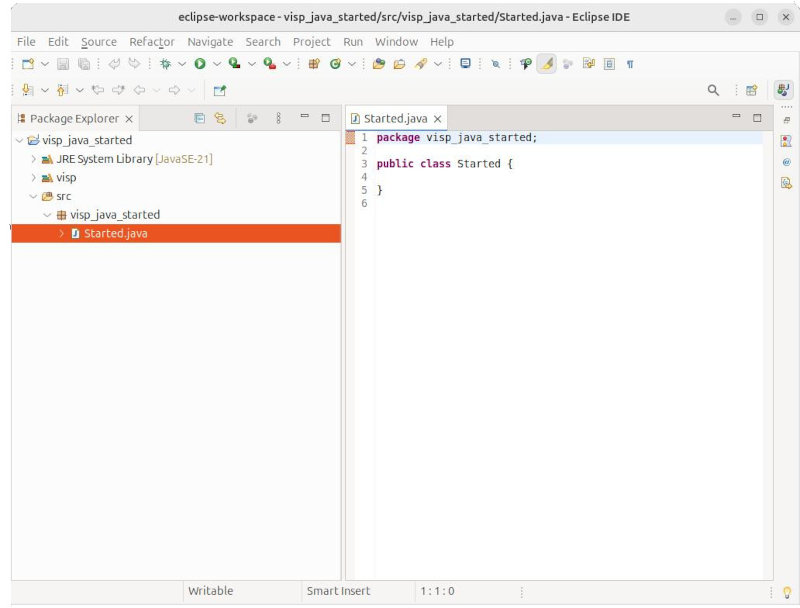 eclipse-workspace - visp_java_started/src/visp_java_started/Started.java - Eclipse IDE
File Edit Source Refactor Navigate Search Project Run Window Help
Package Explorer
Started.java
visp_java_started
JRE System Library [JavaSE-21]
visp
src
visp_java_started
Started.java
1 package visp_java_started;
2
3 public class Started {
4
5 }
6
Writable Smart Insert 1 : 1 : 0